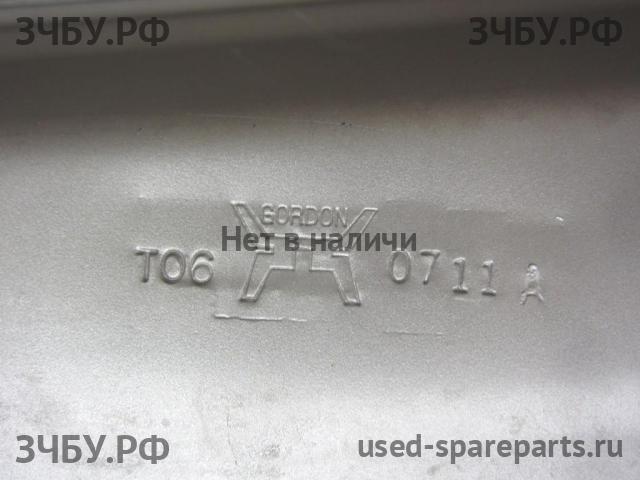 ЗЧБУ.РФ ЗЧБУ.РФ
GORDON
Нет в наличи
T06 0711 A
ЗЧБУ.РФ used-spareparts.ru